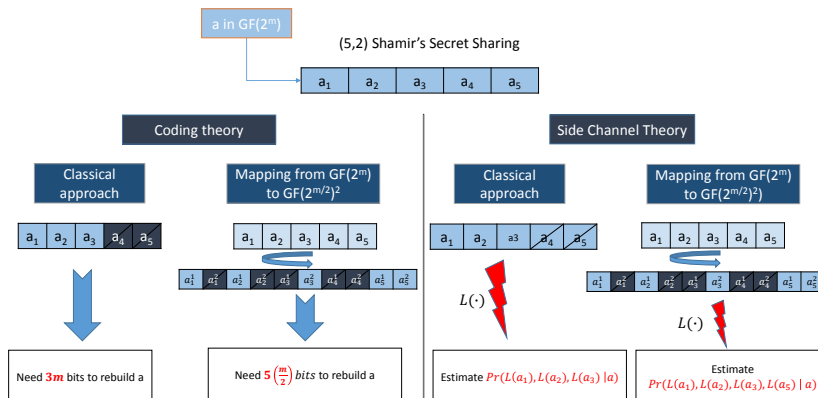 a in GF(2ᵐ)
(5,2) Shamir's Secret Sharing
a₁ a₂ a₃ a₄ a₅
Coding theory
Side Channel Theory
Classical
approach
Mapping from GF(2ᵐ)
to GF(2^{m/2})²
Classical
approach
Mapping from GF(2ᵐ)
to GF(2^{m/2})²)
a₁ a₂ a₃ a₄ a₅
a₁ a₂ a₃ a₄ a₅
a₁ a₂ a3 a₄ a₅
a₁ a₂ a₃ a₄ a₅
a₁¹ a₁² a₂¹ a₂² a₃¹ a₃² a₄¹ a₄² a₅¹ a₅²
a₁¹ a₁² a₂¹ a₂² a₃¹ a₃² a₄¹ a₄² a₅¹ a₅²
L(·)
L(·)
Need 3m bits to rebuild a
Need 5(m/2) bits to rebuild a
Estimate Pr(L(a₁), L(a₂), L(a₃) |a)
Estimate
Pr(L(a₁), L(a₂), L(a₃), L(a₅) | a)